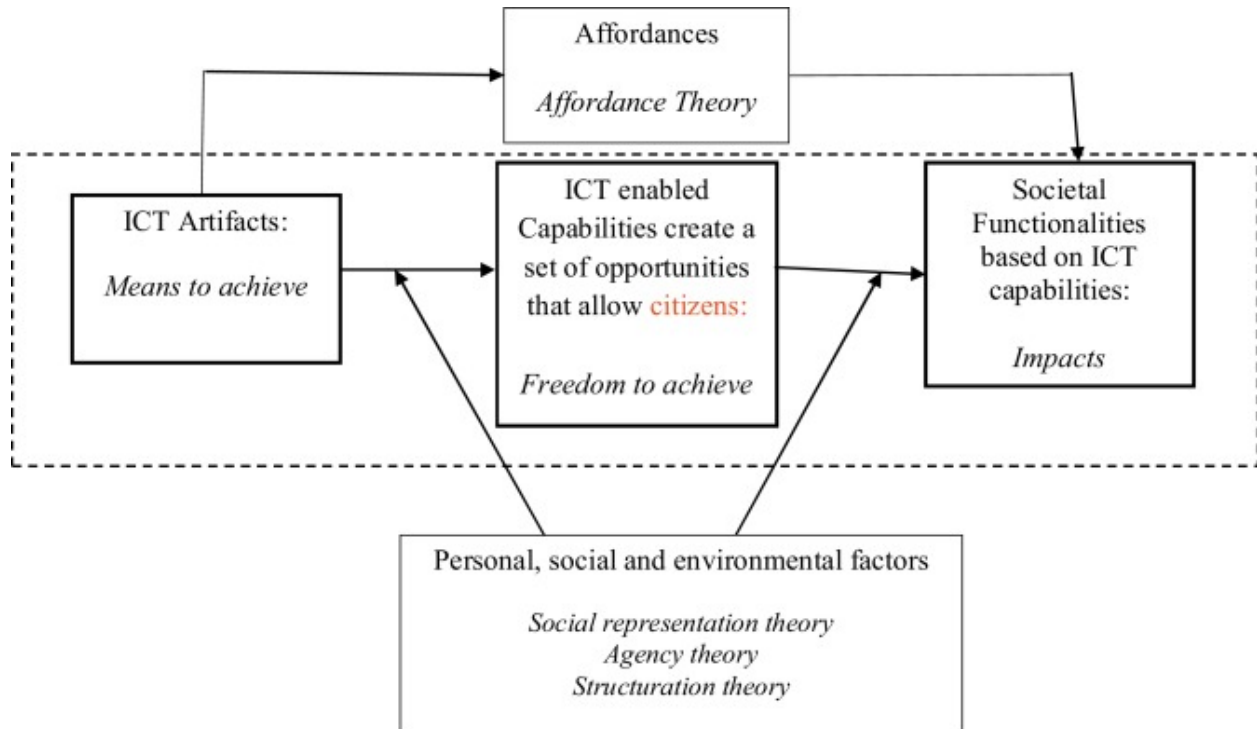 Affordances
Affordance Theory
ICT Artifacts:
Means to achieve
ICT enabled
Capabilities create a
set of opportunities
that allow citizens:
Freedom to achieve
Societal
Functionalities
based on ICT
capabilities:
Impacts
Personal, social and environmental factors
Social representation theory
Agency theory
Structuration theory